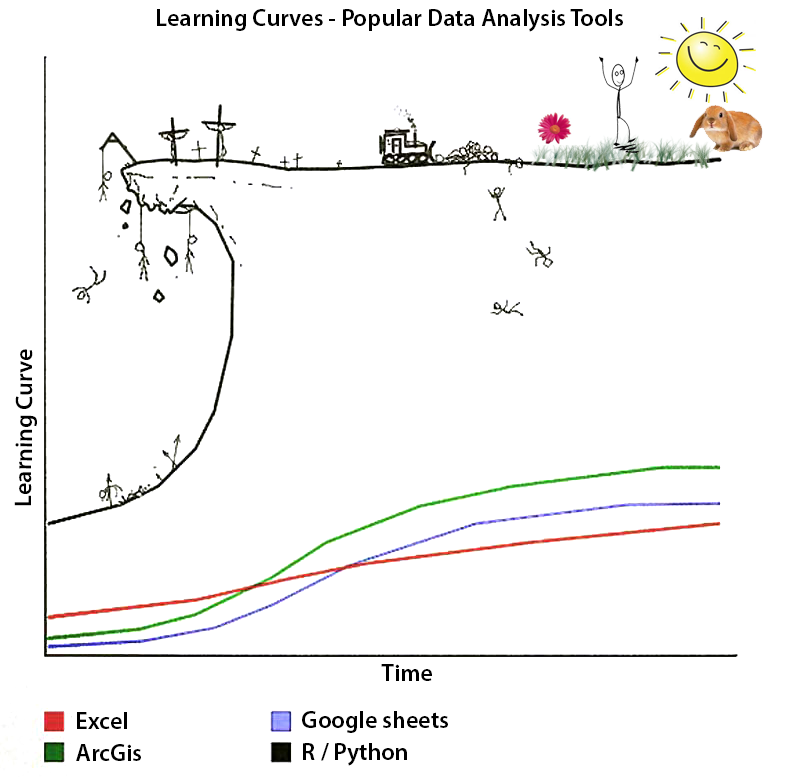 Learning Curves - Popular Data Analysis Tools
Learning Curve
Time
Excel
Google sheets
ArcGis
R / Python